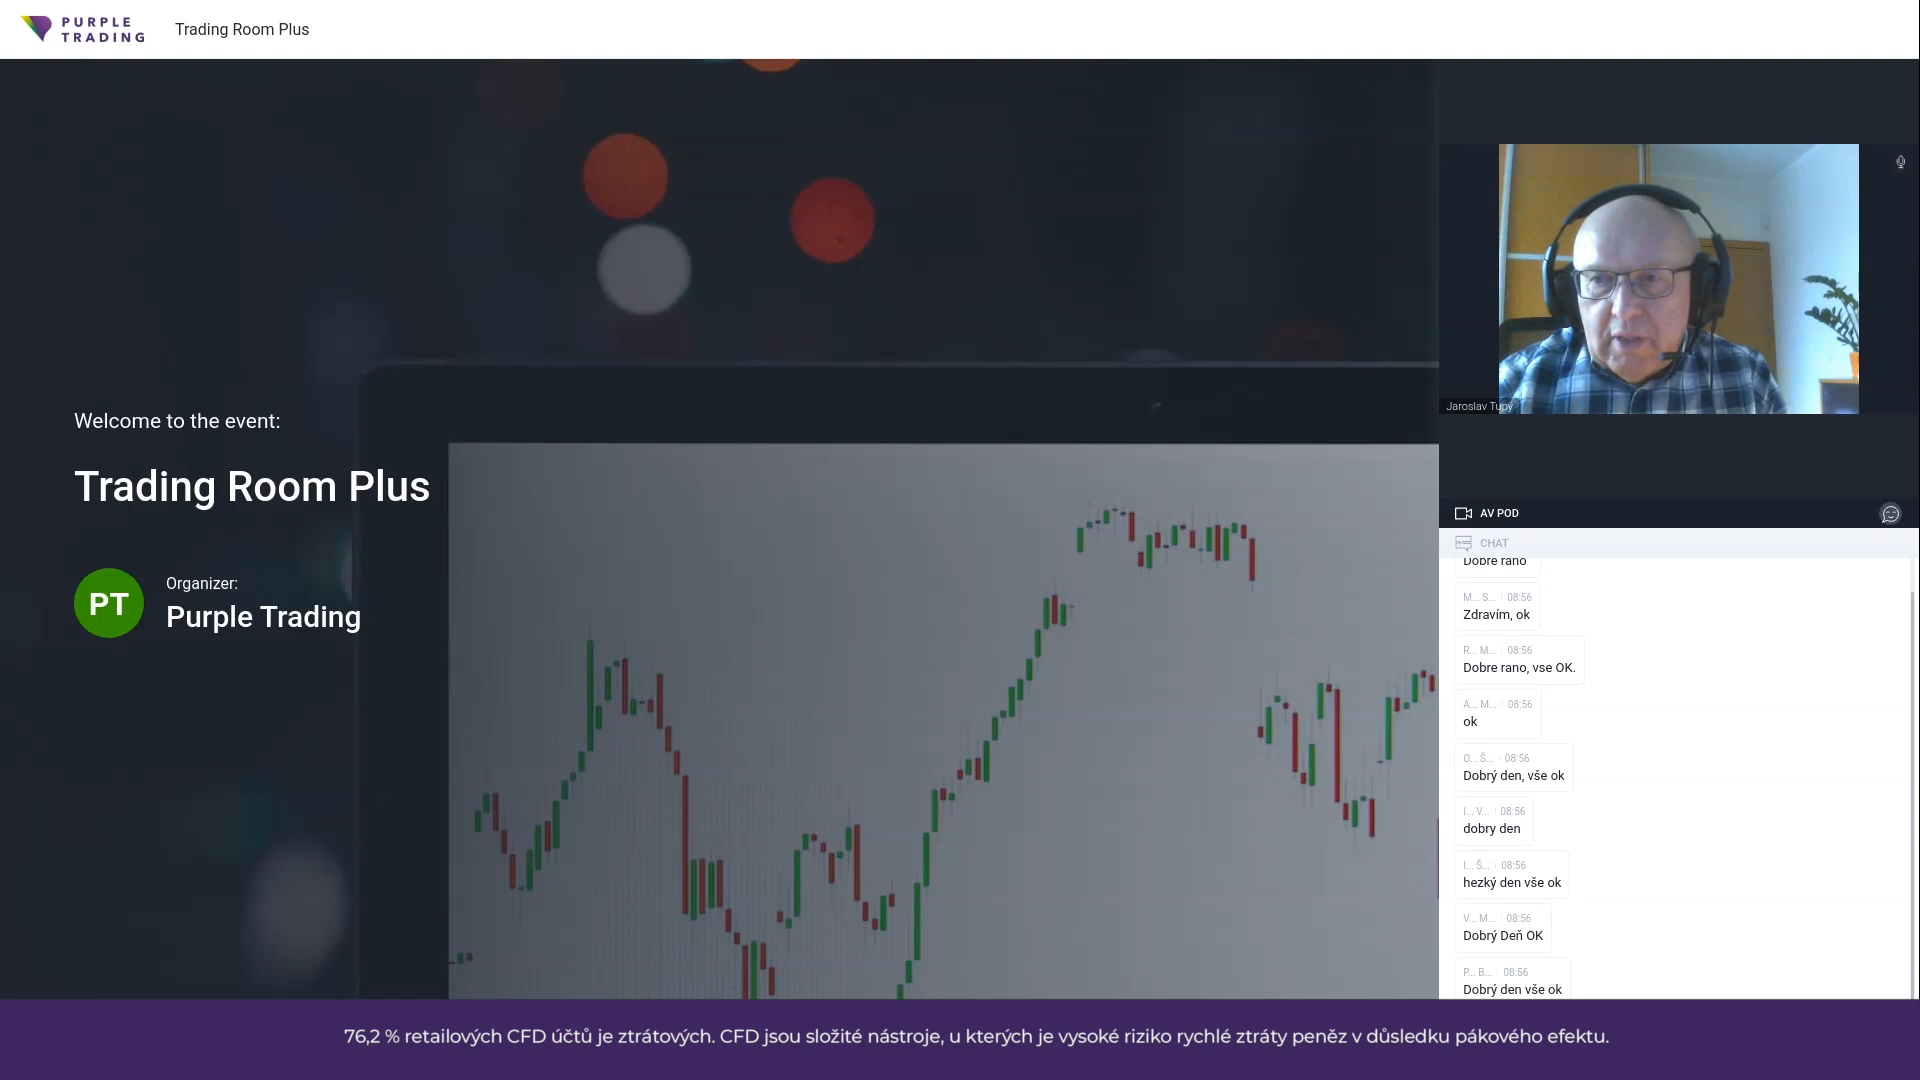 PURPLE
TRADING
Trading Room Plus
Welcome to the event:
Trading Room Plus
PT
Organizer:
Purple Trading
Jaroslav Tupý
AV POD
CHAT
Dobre rano
M... S... 08:56
Zdravím, ok
R... M... 08:56
Dobre rano, vse OK.
A... M... 08:56
ok
O... Š... 08:56
Dobrý den, vše ok
I... V... 08:56
dobry den
I... Š... 08:56
hezký den vše ok
V... M... 08:56
Dobrý Deň OK
P... B... 08:56
Dobrý den vše ok
76,2 % retailových CFD účtů je ztrátových. CFD jsou složité nástroje, u kterých je vysoké riziko rychlé ztráty peněz v důsledku pákového efektu.